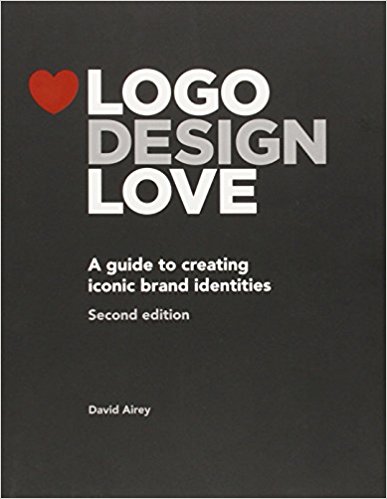 LOGO
DESIGN
LOVE
A guide to creating
iconic brand identities
Second edition
David Airey